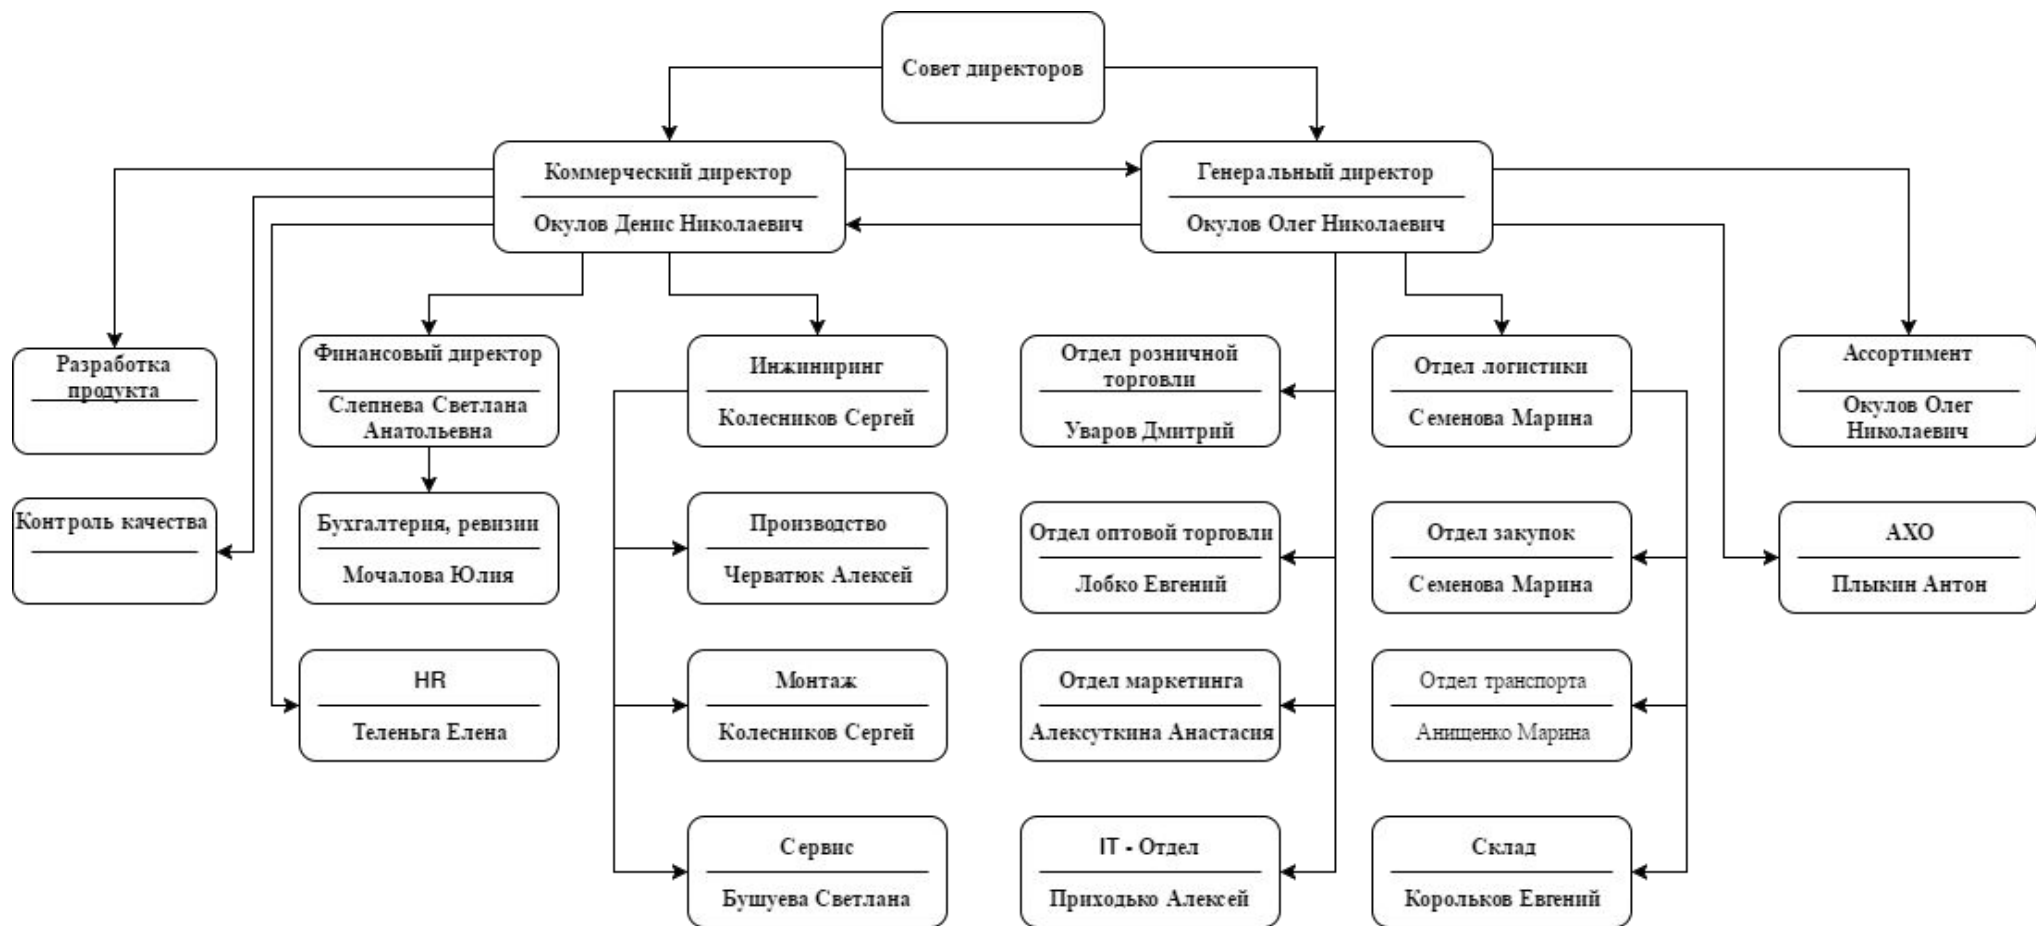 Совет директоров
Коммерческий директор
Окулов Денис Николаевич
Генеральный директор
Окулов Олег Николаевич
Разработка
продукта
Финансовый директор
Слепнева Светлана
Анатольевна
Инжиниринг
Колесников Сергей
Отдел розничной
торговли
Уваров Дмитрий
Отдел логистики
Семенова Марина
Ассортимент
Окулов Олег
Николаевич
Контроль качества
Бухгалтерия, ревизии
Мочалова Юлия
Производство
Черватюк Алексей
Отдел оптовой торговли
Лобко Евгений
Отдел закупок
Семенова Марина
АХО
Плыкин Антон
HR
Теленьга Елена
Монтаж
Колесников Сергей
Отдел маркетинга
Алексуткина Анастасия
Отдел транспорта
Анищенко Марина
Сервис
Бушуева Светлана
IT - Отдел
Приходько Алексей
Склад
Корольков Евгений